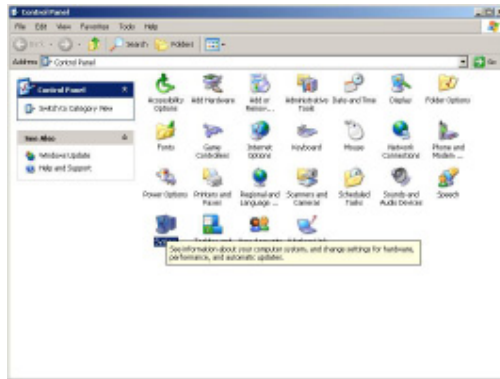 Control Panel
File Edit View Favorites Tools Help
Back Search Folders
Address Control Panel Go
Control Panel
Switch to Category View
See Also
Windows Update
Help and Support
Accessibility Options
Add Hardware
Add or Remov...
Administrative Tools
Date and Time
Display
Folder Options
Fonts
Game Controllers
Internet Options
Keyboard
Mouse
Network Connections
Phone and Modem ...
Power Options
Printers and Faxes
Regional and Language ...
Scanners and Cameras
Scheduled Tasks
Sounds and Audio Devices
Speech
System
See information about your computer system, and change settings for hardware,
performance, and automatic updates.